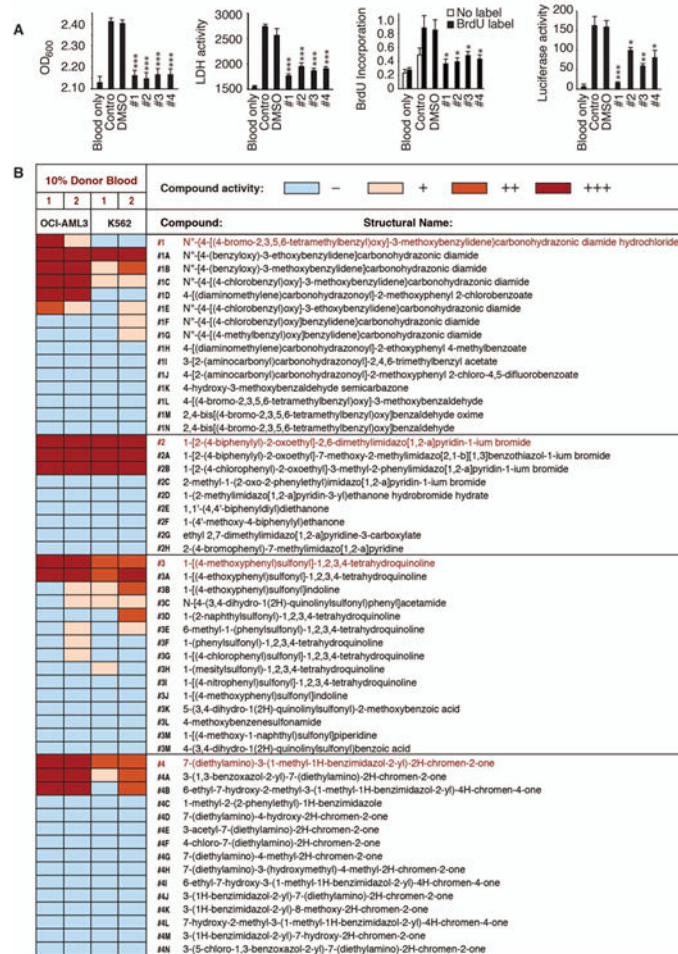 A
OD600
2.40
2.30
2.20
2.10
Blood only
Contro
DMSO
#1
#2
#3
#4
LDH activity
3000
2500
2000
1500
Blood only
Contro
DMSO
#1
#2
#3
#4
BrdU Incorporation
1.0
0.8
0.6
0.4
0.2
0
No label
BrdU label
Blood only
Contro
DMSO
#1
#2
#3
#4
Luciferase activity
200
150
100
50
0
Blood only
Contro
DMSO
#1
#2
#3
#4
B
10% Donor Blood
1 2 1 2
OCI-AML3 K562
Compound activity: − + ++ +++
Compound: Structural Name:
#1 N"-{4-[(4-bromo-2,3,5,6-tetramethylbenzyl)oxy]-3-methoxybenzylidene}carbonohydrazonic diamide hydrochloride
#1A N"-[4-(benzyloxy)-3-ethoxybenzylidene]carbonohydrazonic diamide
#1B N"-[4-(benzyloxy)-3-methoxybenzylidene]carbonohydrazonic diamide
#1C N"-{4-[(4-chlorobenzyl)oxy]-3-methoxybenzylidene}carbonohydrazonic diamide
#1D 4-[(diaminomethylene)carbonohydrazonoyl]-2-methoxyphenyl 2-chlorobenzoate
#1E N"-{4-[(4-chlorobenzyl)oxy]-3-ethoxybenzylidene}carbonohydrazonic diamide
#1F N"-{4-[(4-chlorobenzyl)oxy]benzylidene}carbonohydrazonic diamide
#1G N"-{4-[(4-methylbenzyl)oxy]benzylidene}carbonohydrazonic diamide
#1H 4-[(diaminomethylene)carbonohydrazonoyl]-2-ethoxyphenyl 4-methylbenzoate
#1I 3-[2-(aminocarbonyl)carbonohydrazonoyl]-2,4,6-trimethylbenzyl acetate
#1J 4-[2-(aminocarbonyl)carbonohydrazonoyl]-2-methoxyphenyl 2-chloro-4,5-difluorobenzoate
#1K 4-hydroxy-3-methoxybenzaldehyde semicarbazone
#1L 4-[(4-bromo-2,3,5,6-tetramethylbenzyl)oxy]-3-methoxybenzaldehyde
#1M 2,4-bis[(4-bromo-2,3,5,6-tetramethylbenzyl)oxy]benzaldehyde oxime
#1N 2,4-bis[(4-bromo-2,3,5,6-tetramethylbenzyl)oxy]benzaldehyde
#2 1-[2-(4-biphenylyl)-2-oxoethyl]-2,6-dimethylimidazo[1,2-a]pyridin-1-ium bromide
#2A 1-[2-(4-biphenylyl)-2-oxoethyl]-7-methoxy-2-methylimidazo[2,1-b][1,3]benzothiazol-1-ium bromide
#2B 1-[2-(4-chlorophenyl)-2-oxoethyl]-3-methyl-2-phenylimidazo[1,2-a]pyridin-1-ium bromide
#2C 2-methyl-1-(2-oxo-2-phenylethyl)imidazo[1,2-a]pyridin-1-ium bromide
#2D 1-(2-methylimidazo[1,2-a]pyridin-3-yl)ethanone hydrobromide hydrate
#2E 1,1'-(4,4'-biphenyldiyl)diethanone
#2F 1-(4'-methoxy-4-biphenylyl)ethanone
#2G ethyl 2,7-dimethylimidazo[1,2-a]pyridine-3-carboxylate
#2H 2-(4-bromophenyl)-7-methylimidazo[1,2-a]pyridine
#3 1-[(4-methoxyphenyl)sulfonyl]-1,2,3,4-tetrahydroquinoline
#3A 1-[(4-ethoxyphenyl)sulfonyl]-1,2,3,4-tetrahydroquinoline
#3B 1-[(4-ethoxyphenyl)sulfonyl]indoline
#3C N-[4-(3,4-dihydro-1(2H)-quinolinylsulfonyl)phenyl]acetamide
#3D 1-(2-naphthylsulfonyl)-1,2,3,4-tetrahydroquinoline
#3E 6-methyl-1-(phenylsulfonyl)-1,2,3,4-tetrahydroquinoline
#3F 1-(phenylsulfonyl)-1,2,3,4-tetrahydroquinoline
#3G 1-[(4-chlorophenyl)sulfonyl]-1,2,3,4-tetrahydroquinoline
#3H 1-(mesitylsulfonyl)-1,2,3,4-tetrahydroquinoline
#3I 1-[(4-nitrophenyl)sulfonyl]-1,2,3,4-tetrahydroquinoline
#3J 1-[(4-methoxyphenyl)sulfonyl]indoline
#3K 5-(3,4-dihydro-1(2H)-quinolinylsulfonyl)-2-methoxybenzoic acid
#3L 4-methoxybenzenesulfonamide
#3M 1-[(4-methoxy-1-naphthyl)sulfonyl]piperidine
#3M 4-(3,4-dihydro-1(2H)-quinolinylsulfonyl)benzoic acid
#4 7-(diethylamino)-3-(1-methyl-1H-benzimidazol-2-yl)-2H-chromen-2-one
#4A 3-(1,3-benzoxazol-2-yl)-7-(diethylamino)-2H-chromen-2-one
#4B 6-ethyl-7-hydroxy-2-methyl-3-(1-methyl-1H-benzimidazol-2-yl)-4H-chromen-4-one
#4C 1-methyl-2-(2-phenylethyl)-1H-benzimidazole
#4D 7-(diethylamino)-4-hydroxy-2H-chromen-2-one
#4E 3-acetyl-7-(diethylamino)-2H-chromen-2-one
#4F 4-chloro-7-(diethylamino)-2H-chromen-2-one
#4G 7-(diethylamino)-4-methyl-2H-chromen-2-one
#4H 7-(diethylamino)-3-(hydroxymethyl)-4-methyl-2H-chromen-2-one
#4I 6-ethyl-7-hydroxy-3-(1-methyl-1H-benzimidazol-2-yl)-4H-chromen-4-one
#4J 3-(1H-benzimidazol-2-yl)-7-(diethylamino)-2H-chromen-2-one
#4K 3-(1H-benzimidazol-2-yl)-8-methoxy-2H-chromen-2-one
#4L 7-hydroxy-2-methyl-3-(1-methyl-1H-benzimidazol-2-yl)-4H-chromen-4-one
#4M 3-(1H-benzimidazol-2-yl)-7-hydroxy-2H-chromen-2-one
#4N 3-(5-chloro-1,3-benzoxazol-2-yl)-7-(diethylamino)-2H-chromen-2-one